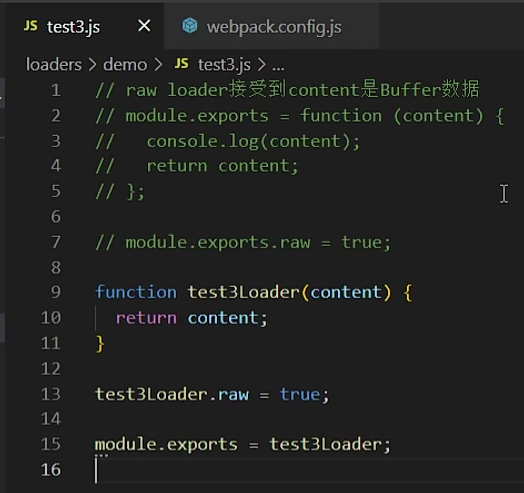 JS test3.js × webpack.config.js
loaders > demo > JS test3.js > ...
1 // raw loader接受到content是Buffer数据
2 // module.exports = function (content) {
3 //   console.log(content);
4 //   return content;
5 // };
6
7 // module.exports.raw = true;
8
9 function test3Loader(content) {
10   return content;
11 }
12
13 test3Loader.raw = true;
14
15 module.exports = test3Loader;
16